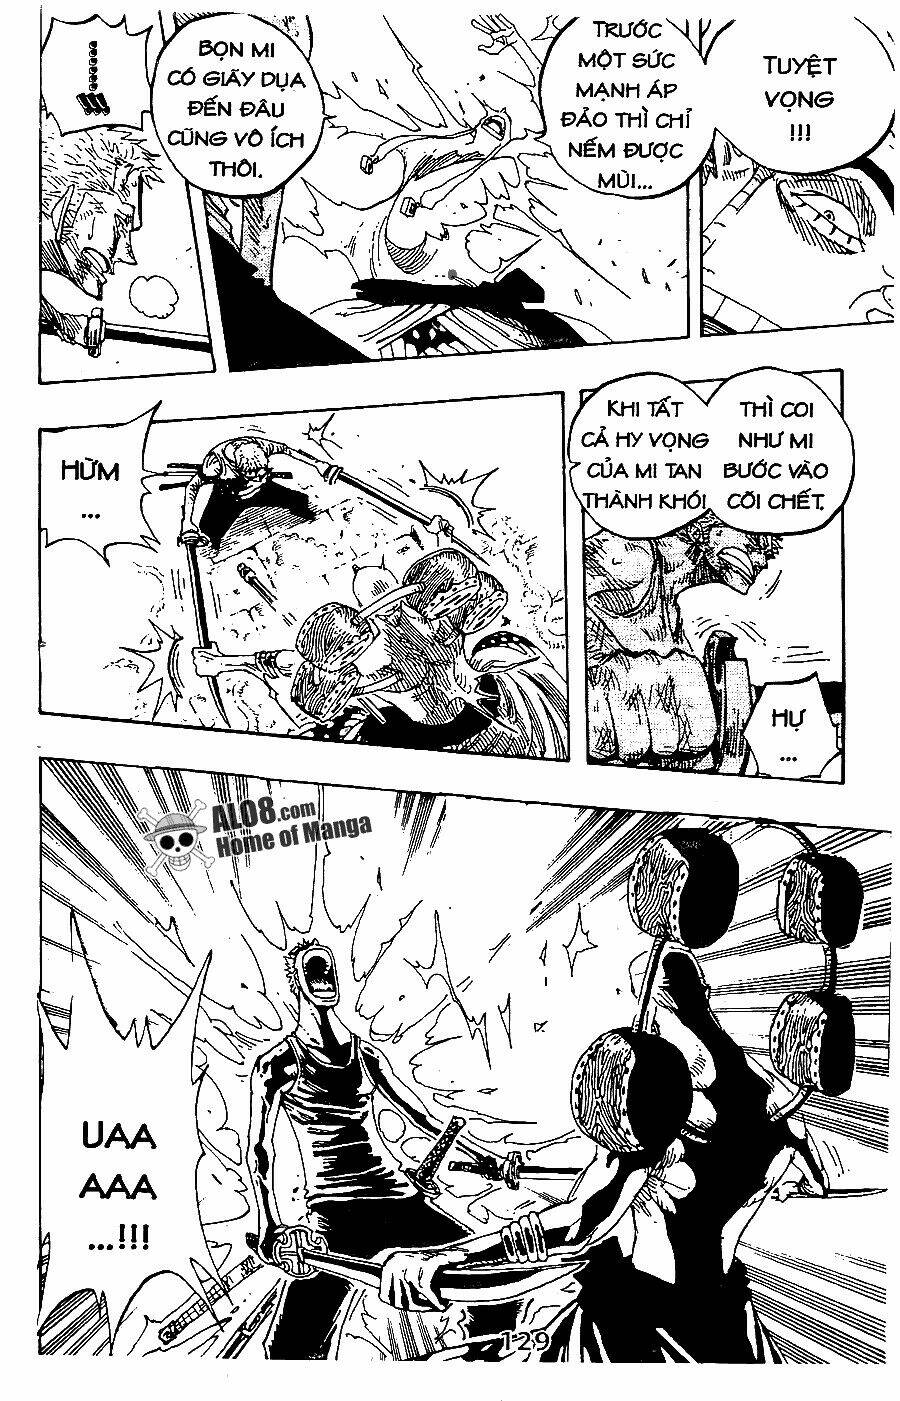 TUYỆT
VỌNG
!!!
TRƯỚC
MỘT SỨC
MẠNH ÁP
ĐẢO THÌ CHỈ
NẾM ĐƯỢC
MÙI...
BỌN MI
CÓ GIÃY DỤA
ĐẾN ĐÂU
CŨNG VÔ ÍCH
THÔI.
......!!!
THÌ COI
NHƯ MI
BƯỚC VÀO
CÕI CHẾT.
KHI TẤT
CẢ HY VỌNG
CỦA MI TAN
THÀNH KHÓI
HỰ
...
HỪM
...
ALO8.com
Home of Manga
UAA
AAA
...!!!
129